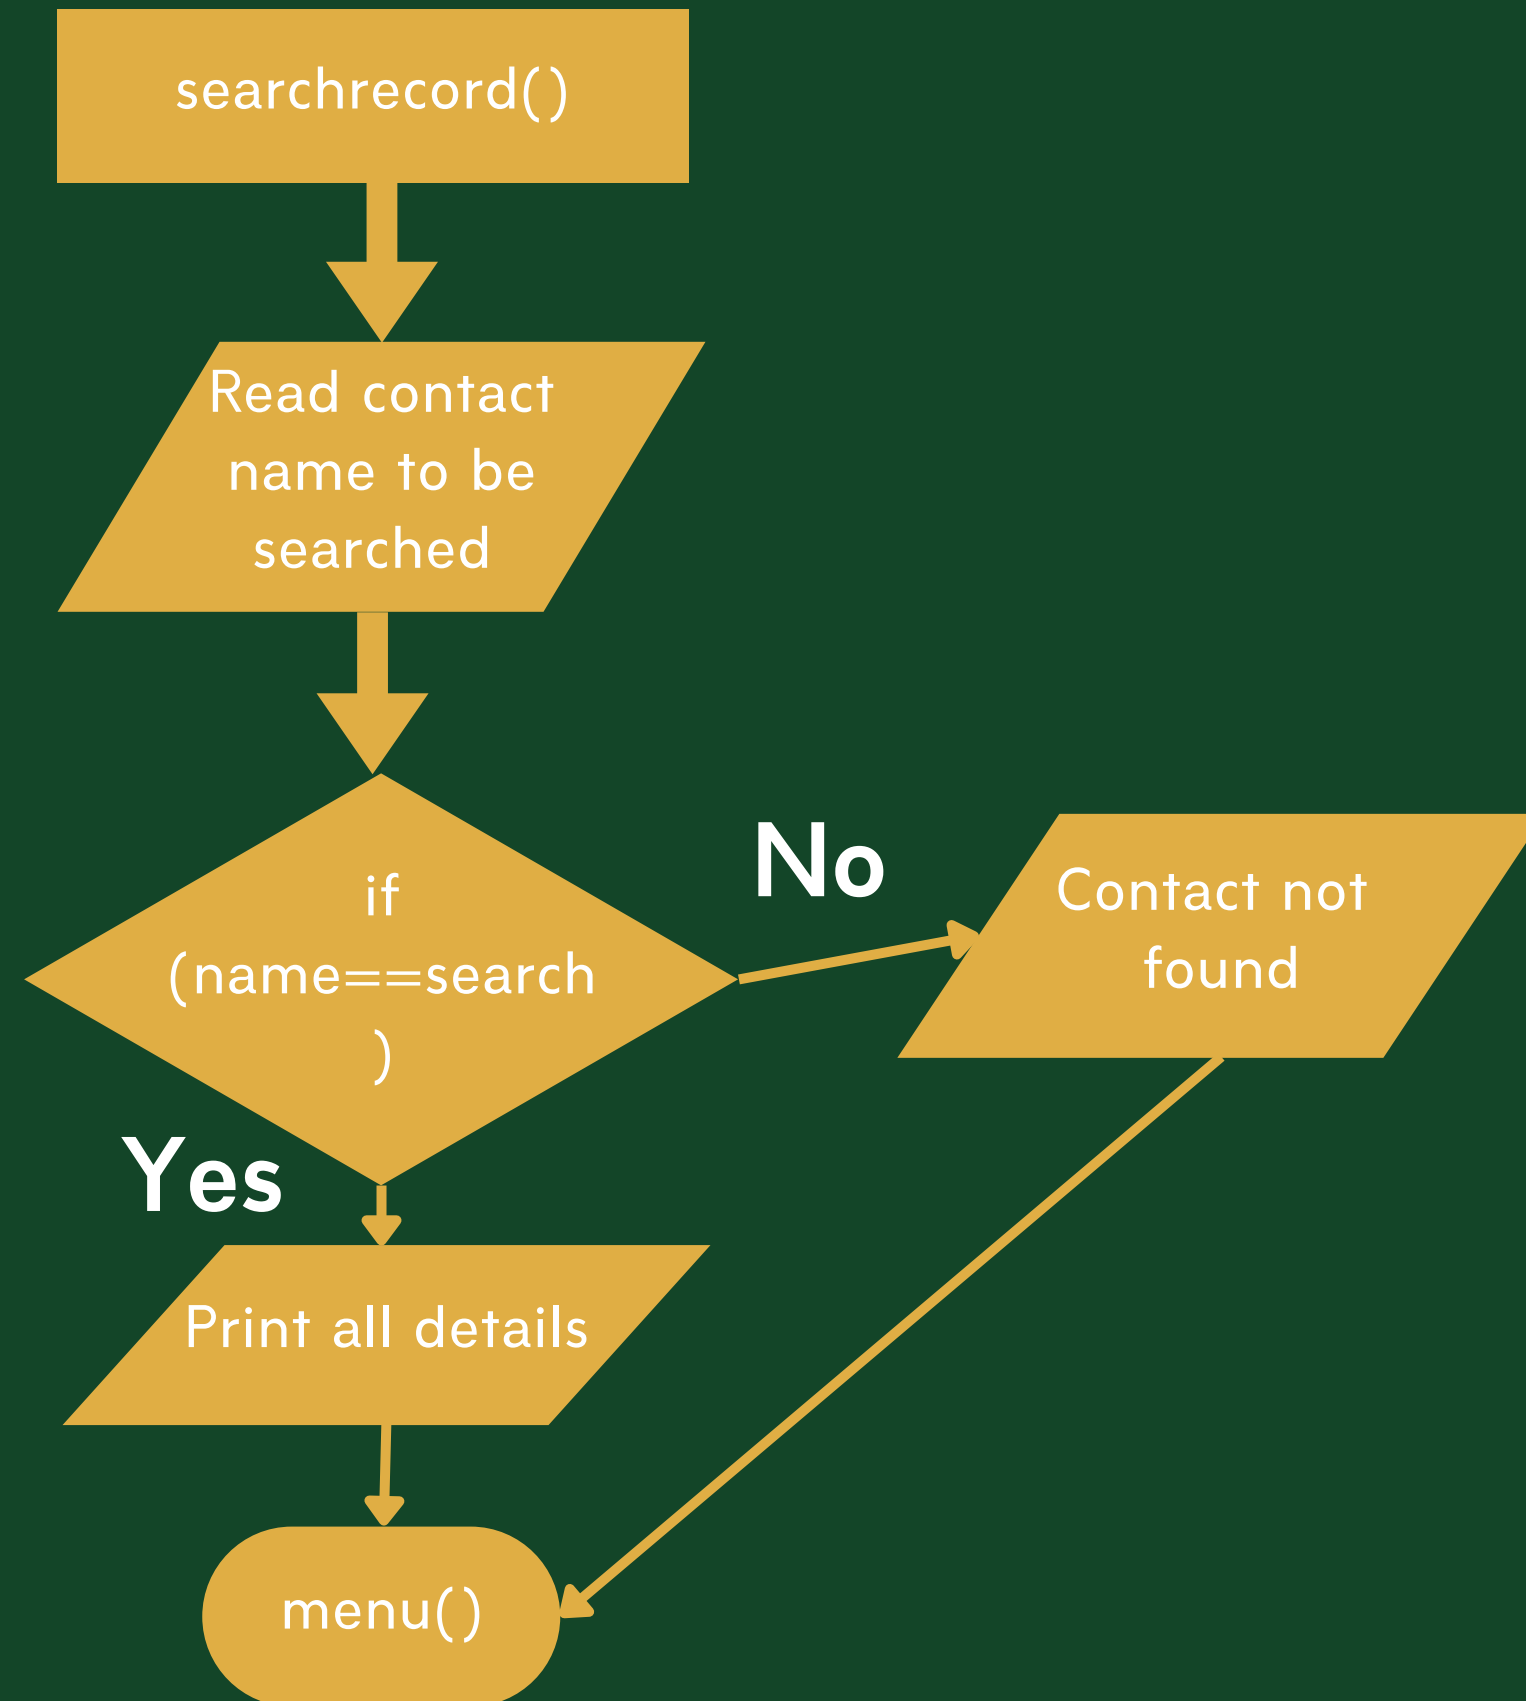 searchrecord()
Read contact
name to be
searched
if
(name==search
)
No
Contact not
found
Yes
Print all details
menu()